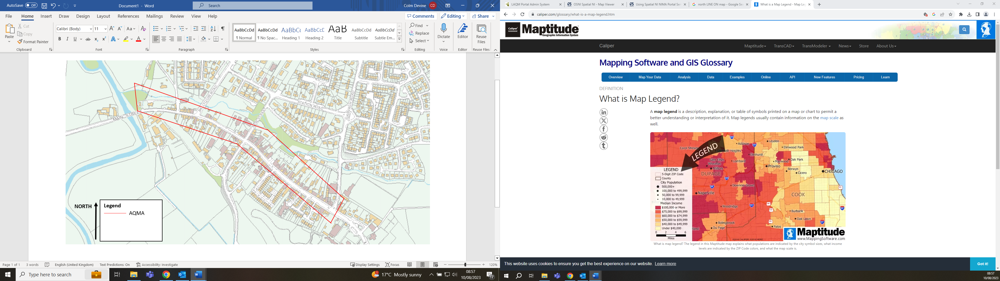 AutoSave Off
Document1 - Word
Search
Colm Devine CD
File Home Insert Draw Design Layout References Mailings Review View Help
Comments Editing Share
Paste
Cut
Copy
Format Painter
Clipboard
Calibri (Body) 11
Font
Paragraph
AaBbCcDd AaBbCcDd AaBbCc AaBbCcE AaB AaBbCcDd AaBbCcDd
¶ Normal ¶ No Spac... Heading 1 Heading 2 Title Subtitle Subtle Em...
Styles
Find
Replace
Select
Editing
Dictate
Voice
Editor
Editor
Reuse
Files
Reuse Files
MAIN STREET
STATION ROAD
NORTH
Legend
AQMA
Page 1 of 1 3 words English (United Kingdom) Text Predictions: On Accessibility: Investigate Display Settings Focus 120%
Type here to search
17°C Mostly sunny
08:57
10/08/2023
17
LAQM Portal Admin System
OSNI Spatial NI - Map Viewer
Using Spatial NI NIMA Portal Se
north LINE ON map - Google Se
What is a Map Legend - Map Le
caliper.com/glossary/what-is-a-map-legend.htm
Caliper
Maptitude
Geographic Information System
Caliper Maptitude TransCAD TransModeler News Store About Us
Mapping Software and GIS Glossary
Overview Map Your Data Analysis Data Examples Online API New Features Pricing Learn
DEFINITION
What is Map Legend?
A map legend is a description, explanation, or table of symbols printed on a map or chart to permit a
better understanding or interpretation of it. Map legends usually contain information on the map scale as
well.
LEGEND
Carol Stream
Glendale Heights
Addison
Leyden
Elmwood Park
Elmhurst
Glen Ellyn
Wheaton
Lombard
Maywood
Oak Park
Milton
Proviso
Berwyn
Cicero
CHICAGO
DUPAGE
Downers Grove
Naperville
COOK
Woodridge
Burbank
Oak Lawn
Bolingbrook
Du Page
Palos
LEGEND
5-Digit ZIP Code
County
City Population
500,000+
100,000 to 499,999
50,000 to 99,999
10,000 to 49,999
Median Income
$100,000 or More
$75,000 to $99,999
$60,000 to $74,999
$50,000 to $59,999
$40,000 to $49,999
Under $40,000
0 2 4 6
Miles
Maptitude
www.MappingSoftware.com
What is map legend? The legend in this Maptitude map explains what populations are indicated by the city symbol sizes, what income
levels are indicated by the ZIP Code colors, and what the map scale is.
This website uses cookies to ensure you get the best experience on our website. Learn more
Got it!
08:57
10/08/2023